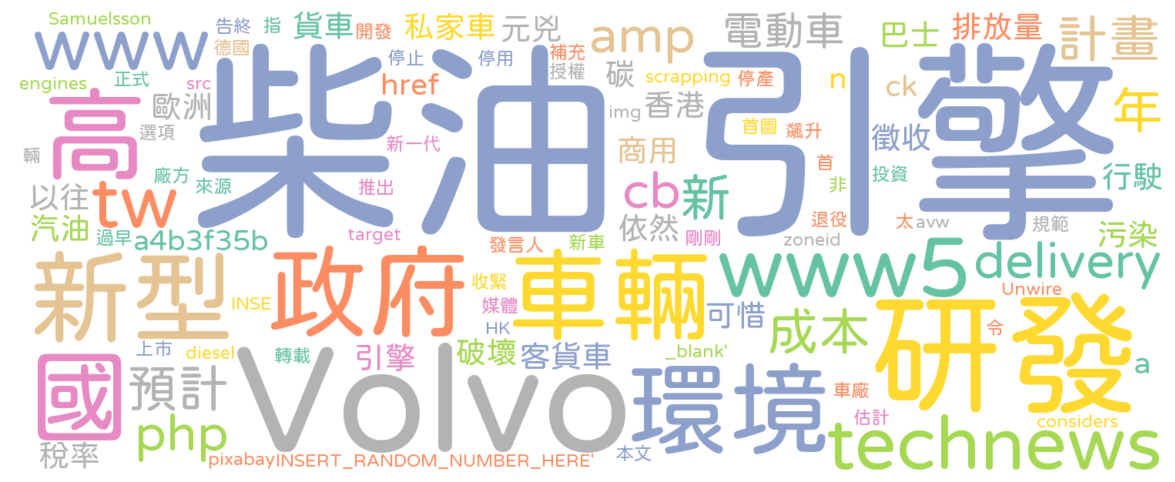 Samuelsson 告終 指 貨車 私家車 元兇 amp 電動車 巴士 排放量 計畫
www 德國 開發 停止 停用 補充 授權 碳 scrapping 停產 n ck 年
engines 正式 src 柴油引擎 href img 香港 首圖 飆升 徵收
高 歐洲 選項 新一代 商用 首 投資 行駛
輛 以往 tw 廠方 來源 推出 cb 新 非
汽油 過早 a4b3f35b target 發言人 新車 依然 剛剛 zoneid 退役 太 avw 規範 污染
新型 INSE 政府 收緊 車輛 www5 delivery
媒體 HK 可惜 成本 Unwire 令 研發
國 上市 diesel 轉載 引擎 破壞 客貨車 _blank' a
預計 Volvo 環境 車廠 估計 considers
稅率 php pixabay INSERT_RANDOM_NUMBER_HERE' 本文 technews